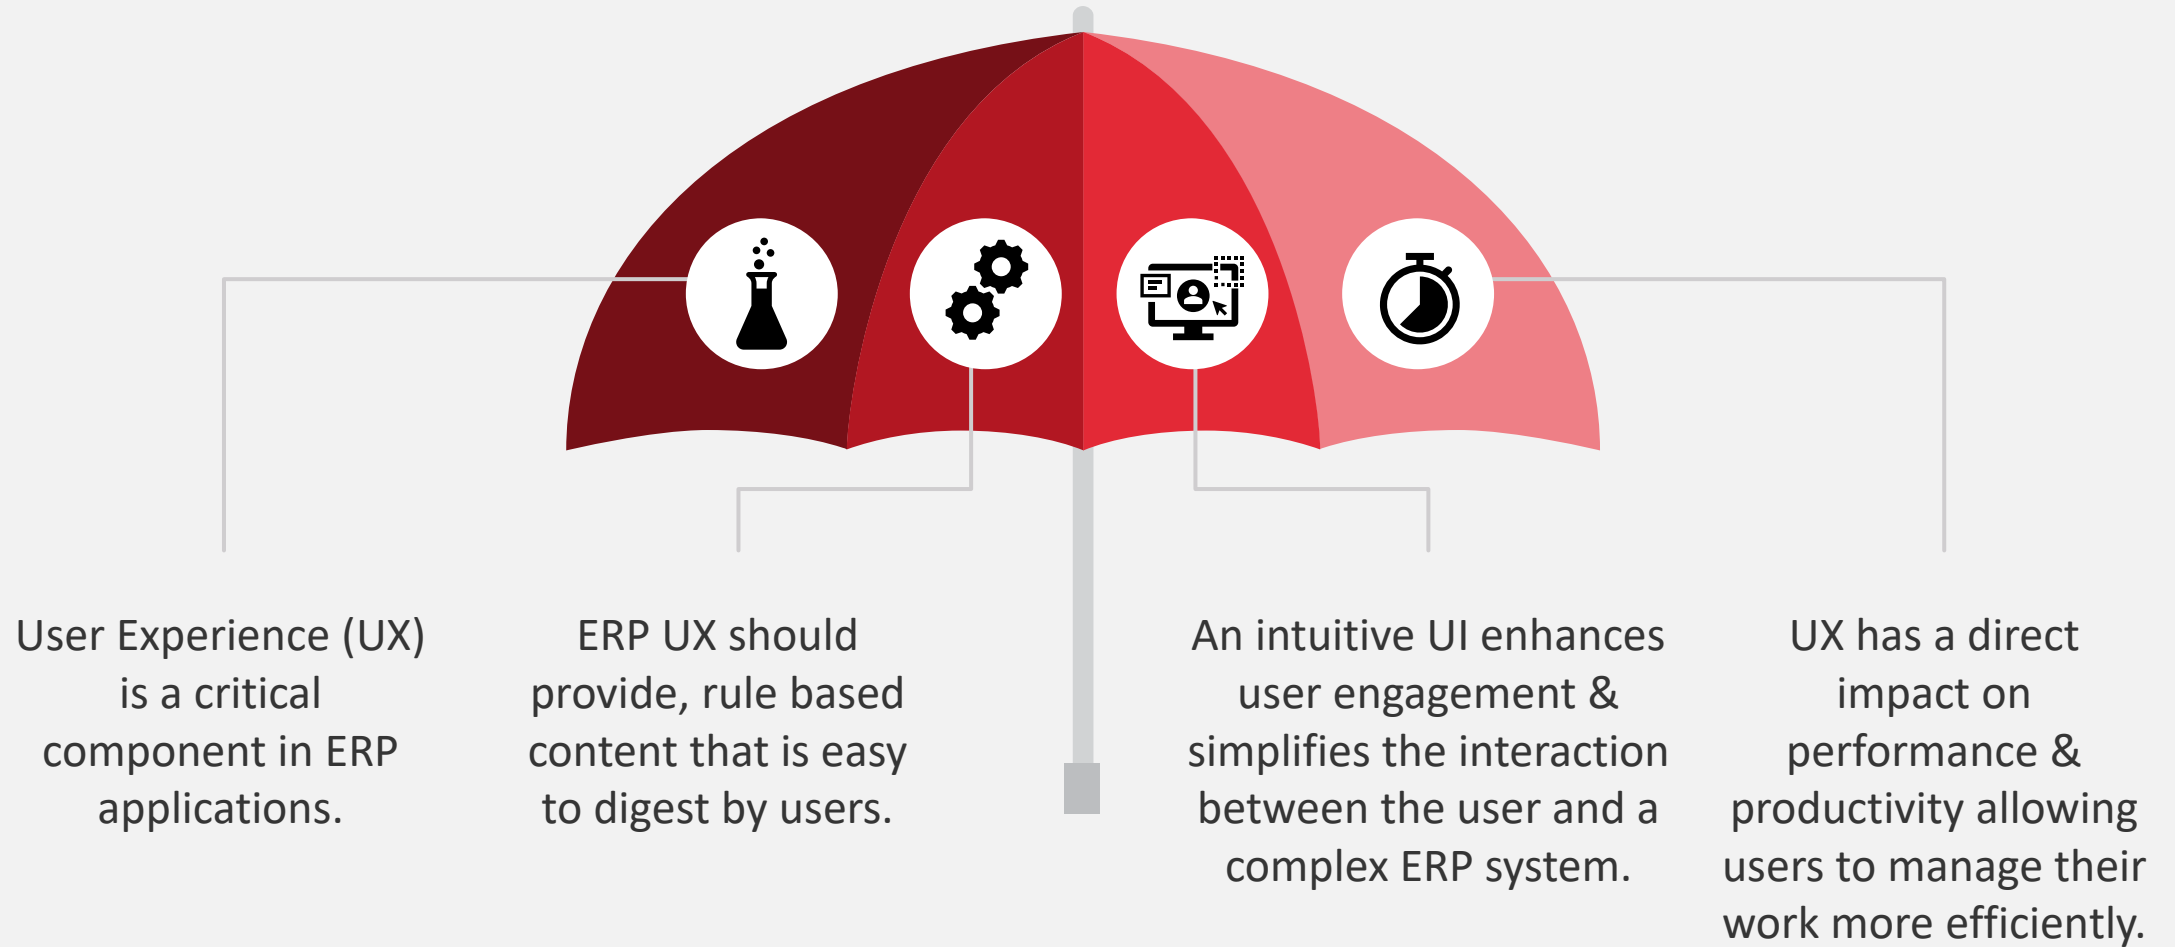 User Experience (UX)
is a critical
component in ERP
applications.
ERP UX should
provide, rule based
content that is easy
to digest by users.
An intuitive UI enhances
user engagement &
simplifies the interaction
between the user and a
complex ERP system.
UX has a direct
impact on
performance &
productivity allowing
users to manage their
work more efficiently.